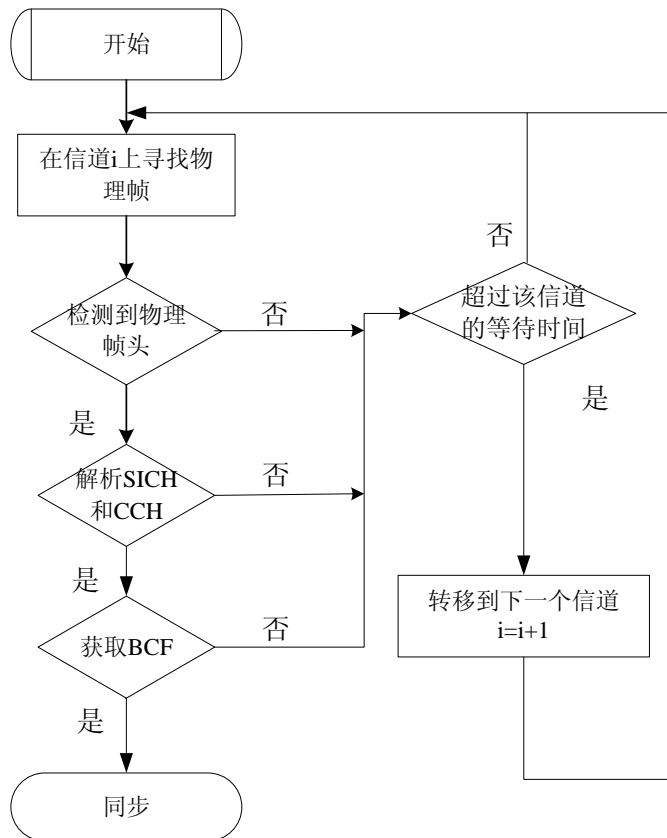 开始
在信道i上寻找物
理帧
否
检测到物理
帧头
否
超过该信道
的等待时间
是
是
解析SICH
和CCH
否
是
转移到下一个信道
i=i+1
获取BCF
否
是
同步